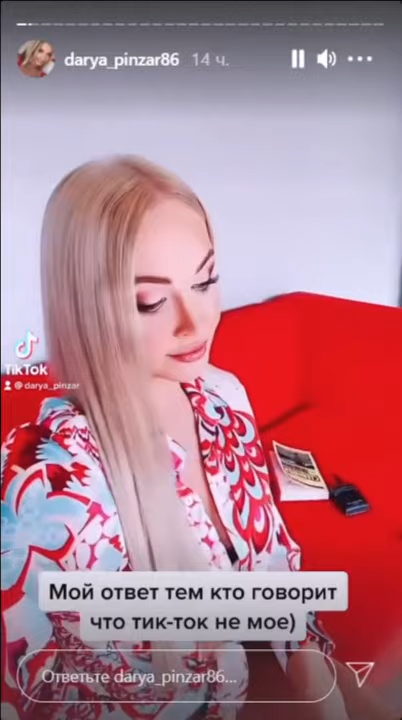 darya_pinzar86 14 ч.
TikTok
@darya_pinzar
Мой ответ тем кто говорит
что тик-ток не мое)
Ответьте darya_pinzar86...